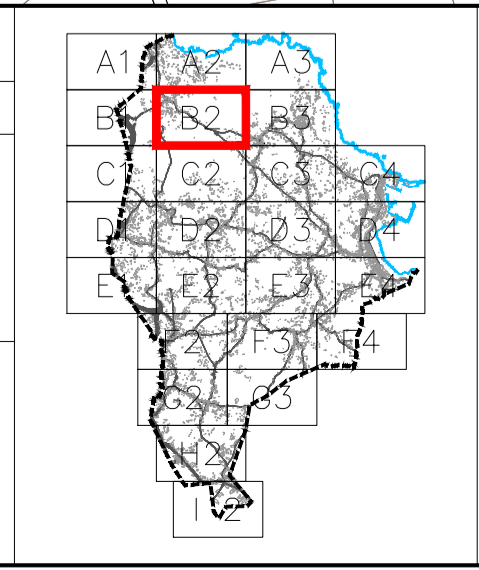 A1 A2 A3
B1 B2 B3
C1 C2 C3 C4
D1 D2 D3 D4
E1 E2 E3 E4
F2 F3 F4
G2 G3
H2
I 2